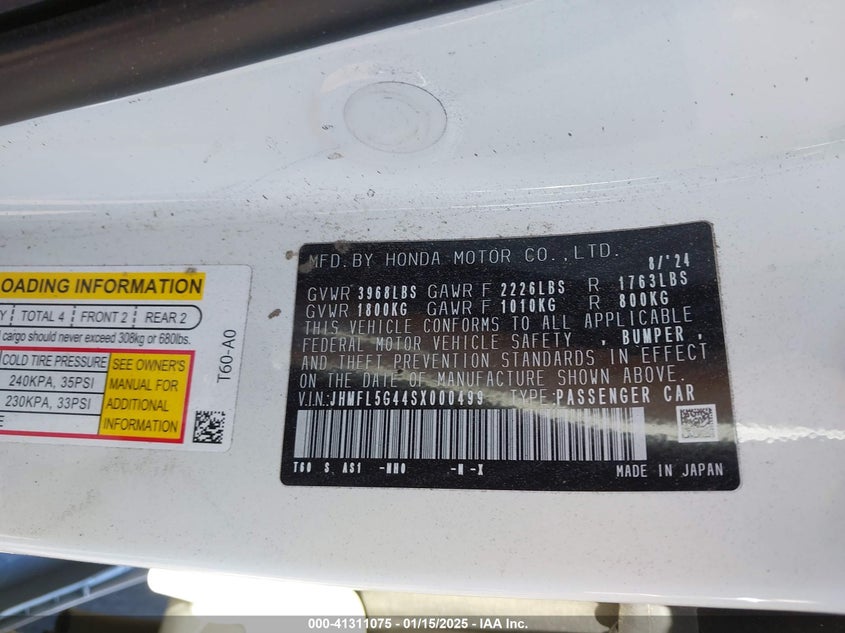 OADING INFORMATION
Y TOTAL 4 FRONT 2 REAR 2
cargo should never exceed 308kg or 680lbs.
COLD TIRE PRESSURE
240KPA, 35PSI
230KPA, 33PSI
E
SEE OWNER'S
MANUAL FOR
ADDITIONAL
INFORMATION
T60-A0
MFD.BY HONDA MOTOR CO.,LTD. 8/'24
GVWR 3968LBS GAWR F 2226LBS R 1763LBS
GVWR 1800KG GAWR F 1010KG R 800KG
THIS VEHICLE CONFORMS TO ALL APPLICABLE
FEDERAL MOTOR VEHICLE SAFETY , BUMPER ,
AND THEFT PREVENTION STANDARDS IN EFFECT
ON THE DATE OF MANUFACTURE SHOWN ABOVE.
V.I.N:JHMFL5G44SX000499 TYPE:PASSENGER CAR
T60 S AS1 -NH0 -H -X
MADE IN JAPAN
000-41311075 — 01/15/2025 — IAA Inc.